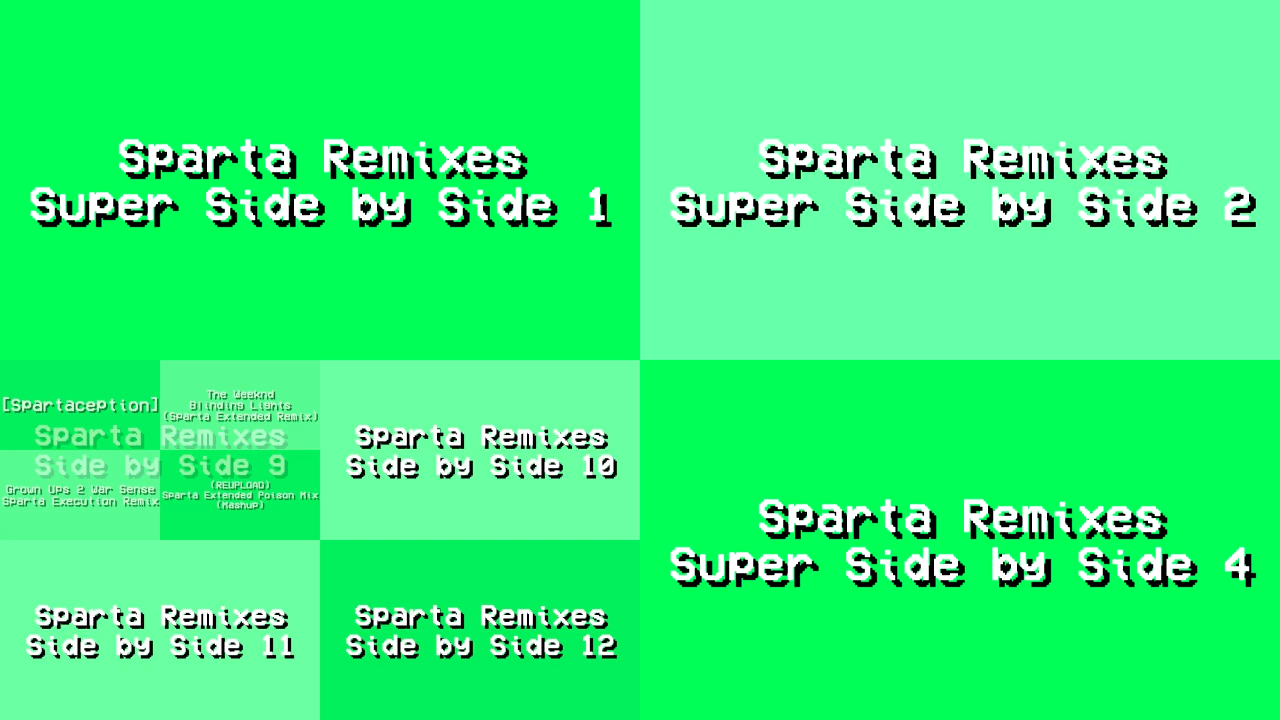 Sparta Remixes
Super Side by Side 1
Sparta Remixes
Super Side by Side 2
[Spartaception]
The Weeknd
Blinding Lights
(Sparta Extended Remix)
Sparta Remixes
Side by Side 9
Grown Ups 2 War Sense
Sparta Execution Remix
(REUPLOAD)
Sparta Extended Poison Mix
(Mashup)
Sparta Remixes
Side by Side 10
Sparta Remixes
Side by Side 11
Sparta Remixes
Side by Side 12
Sparta Remixes
Super Side by Side 4